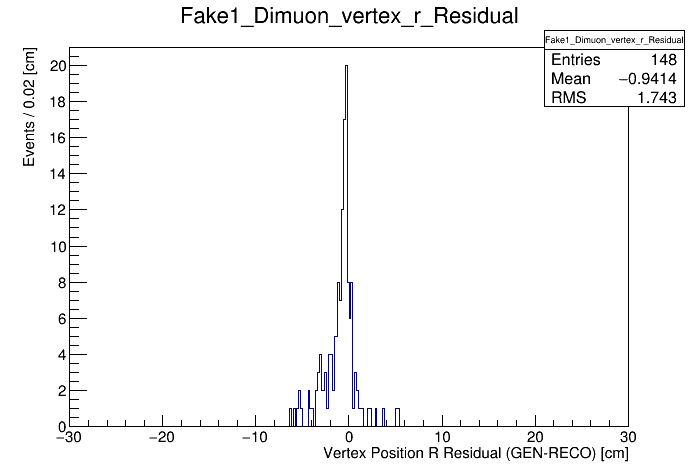 Fake1_Dimuon_vertex_r_Residual
Fake1_Dimuon_vertex_r_Residual
Entries 148
Mean −0.9414
RMS 1.743
Events / 0.02 [cm]
20
18
16
14
12
10
8
6
4
2
0
−30 −20 −10 0 10 20 30
Vertex Position R Residual (GEN-RECO) [cm]